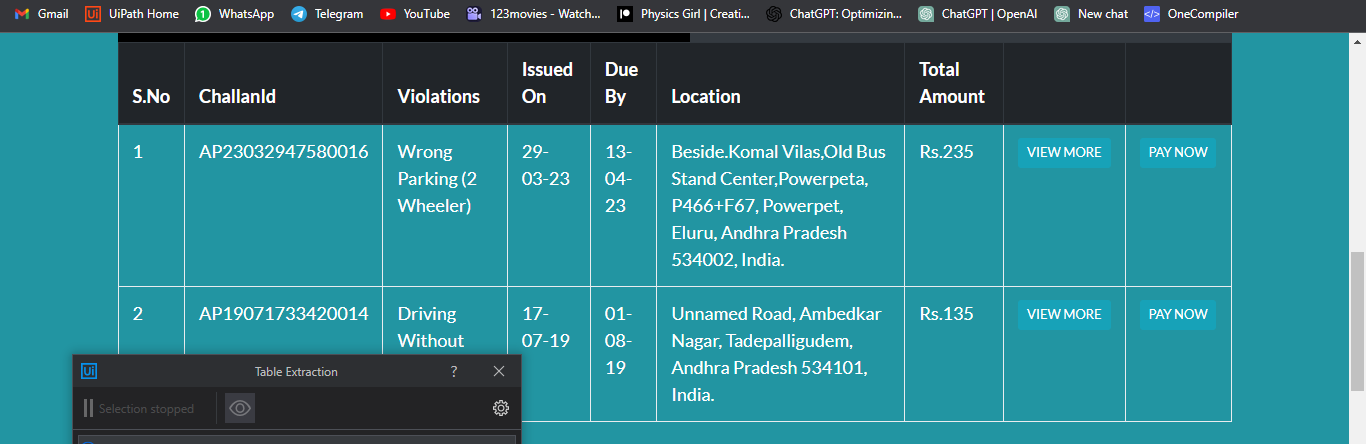 Gmail UiPath Home WhatsApp Telegram YouTube 123movies - Watch... Physics Girl | Creati... ChatGPT: Optimizin... ChatGPT | OpenAI New chat OneCompiler
S.No ChallanId Violations Issued On Due By Location Total Amount
1 AP23032947580016 Wrong Parking (2 Wheeler) 29-03-23 13-04-23 Beside.Komal Vilas,Old Bus Stand Center,Powerpeta, P466+F67, Powerpet, Eluru, Andhra Pradesh 534002, India. Rs.235 VIEW MORE PAY NOW
2 AP19071733420014 Driving Without 17-07-19 01-08-19 Unnamed Road, Ambedkar Nagar, Tadepalligudem, Andhra Pradesh 534101, India. Rs.135 VIEW MORE PAY NOW
Ui Table Extraction ?
Selection stopped